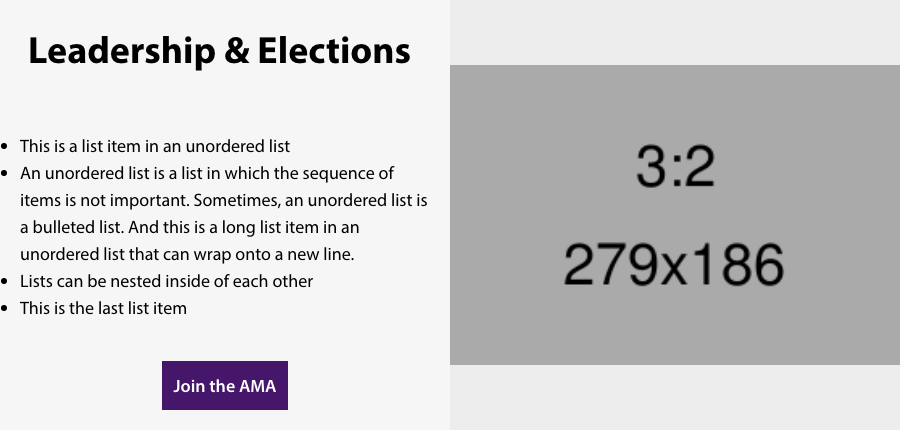 Leadership & Elections
This is a list item in an unordered list
An unordered list is a list in which the sequence of
items is not important. Sometimes, an unordered list is
a bulleted list. And this is a long list item in an
unordered list that can wrap onto a new line.
Lists can be nested inside of each other
This is the last list item
Join the AMA
3:2
279x186